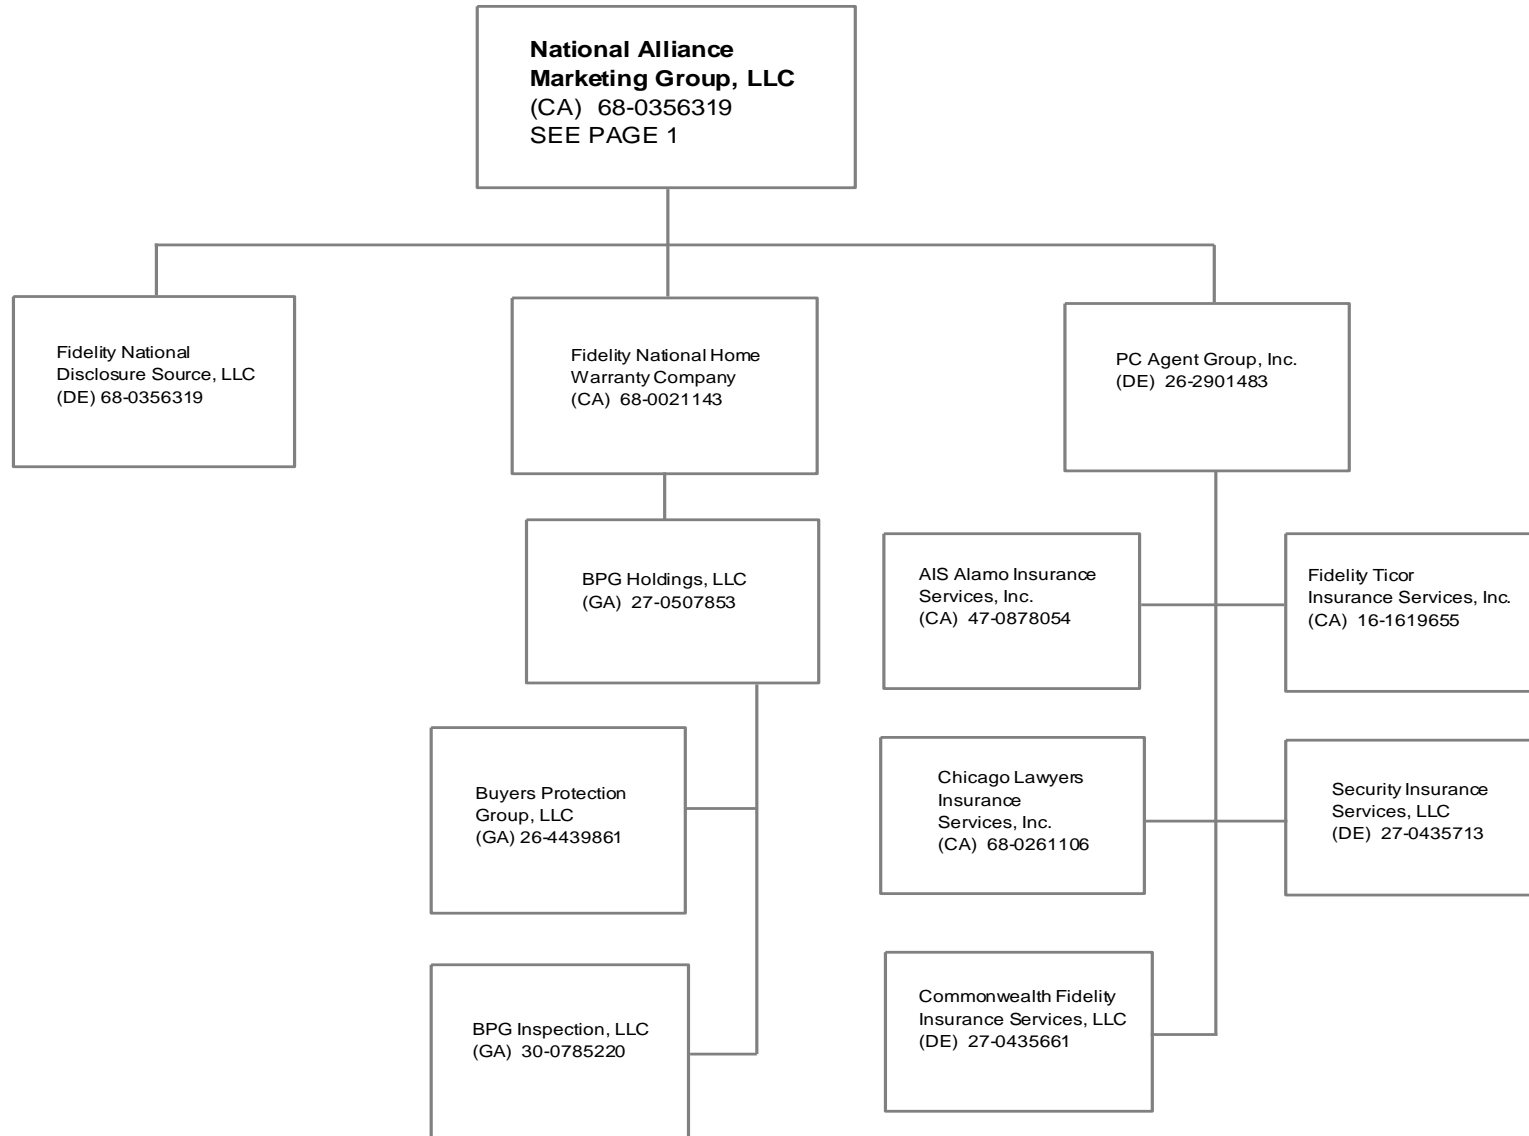 National Alliance
Marketing Group, LLC
(CA) 68-0356319
SEE PAGE 1
Fidelity National
Disclosure Source, LLC
(DE) 68-0356319
Fidelity National Home
Warranty Company
(CA) 68-0021143
PC Agent Group, Inc.
(DE) 26-2901483
BPG Holdings, LLC
(GA) 27-0507853
AIS Alamo Insurance
Services, Inc.
(CA) 47-0878054
Fidelity Ticor
Insurance Services, Inc.
(CA) 16-1619655
Buyers Protection
Group, LLC
(GA) 26-4439861
Chicago Lawyers
Insurance
Services, Inc.
(CA) 68-0261106
Security Insurance
Services, LLC
(DE) 27-0435713
BPG Inspection, LLC
(GA) 30-0785220
Commonwealth Fidelity
Insurance Services, LLC
(DE) 27-0435661